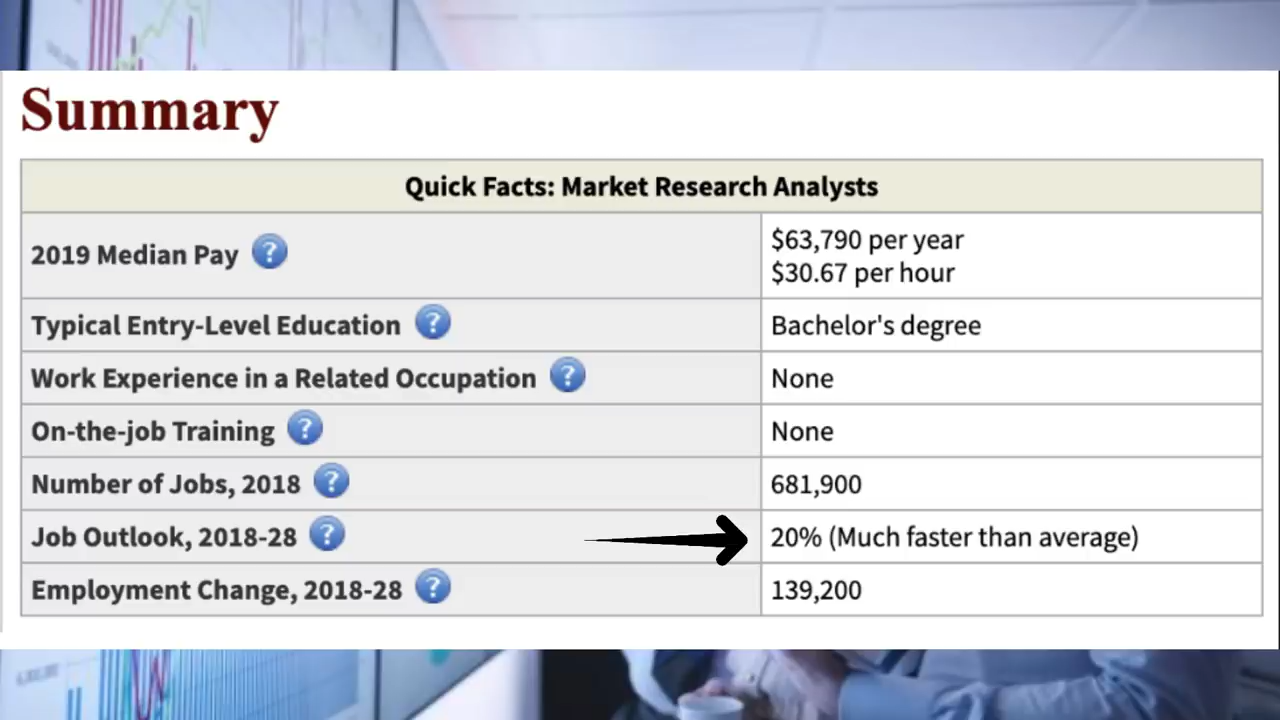 Summary
Quick Facts: Market Research Analysts
2019 Median Pay ?
$63,790 per year
$30.67 per hour
Typical Entry-Level Education ?
Bachelor's degree
Work Experience in a Related Occupation ?
None
On-the-job Training ?
None
Number of Jobs, 2018 ?
681,900
Job Outlook, 2018-28 ?
20% (Much faster than average)
Employment Change, 2018-28 ?
139,200